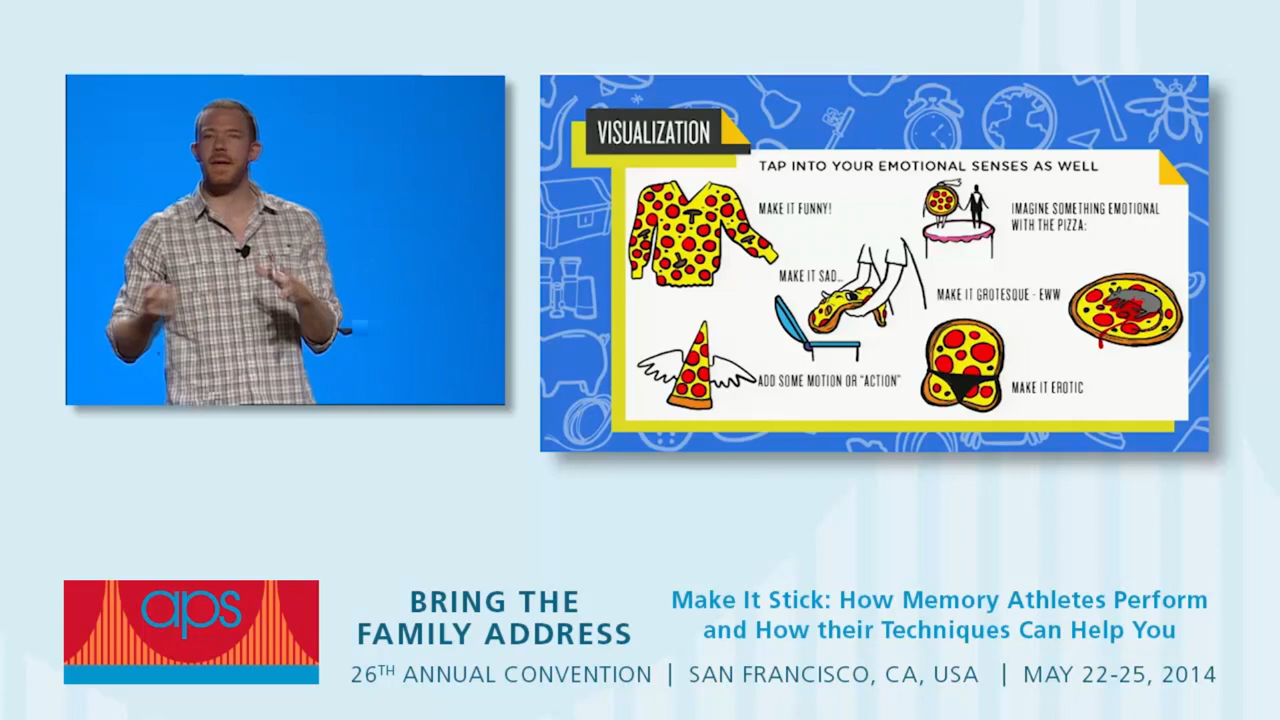 VISUALIZATION
TAP INTO YOUR EMOTIONAL SENSES AS WELL
MAKE IT FUNNY!
IMAGINE SOMETHING EMOTIONAL
WITH THE PIZZA:
MAKE IT SAD...
MAKE IT GROTESQUE - EWW
ADD SOME MOTION OR "ACTION"
MAKE IT EROTIC
aps
BRING THE
FAMILY ADDRESS
Make It Stick: How Memory Athletes Perform
and How their Techniques Can Help You
26TH ANNUAL CONVENTION | SAN FRANCISCO, CA, USA | MAY 22-25, 2014